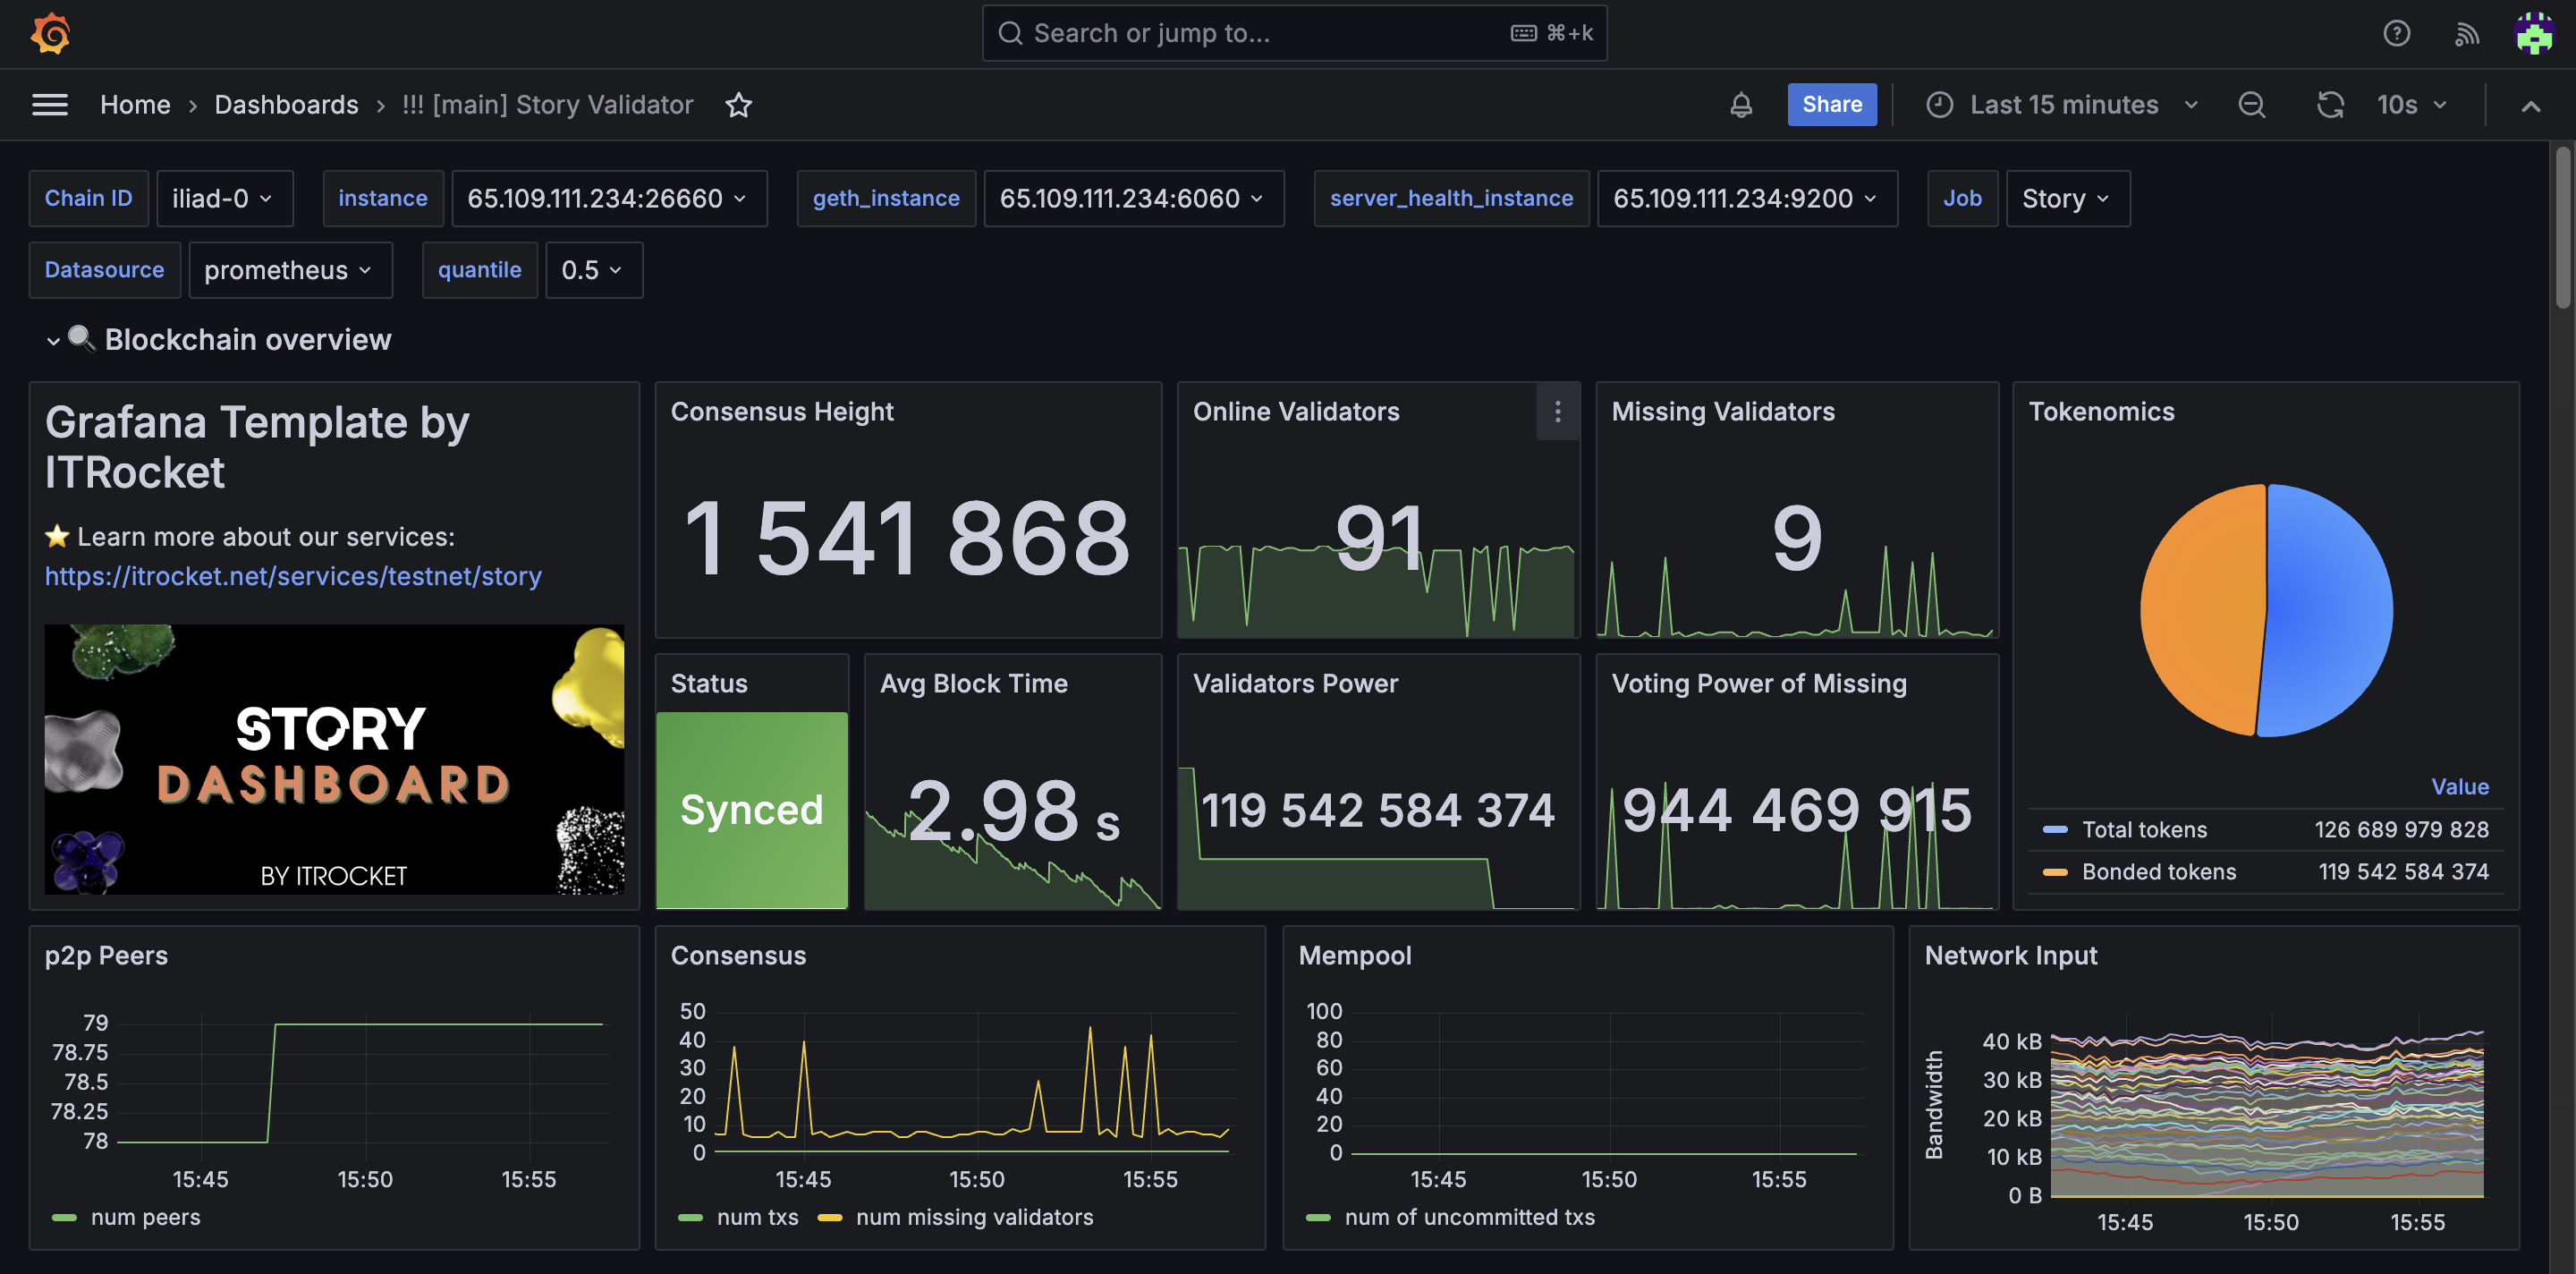 Search or jump to...
⌘+k
Home › Dashboards › !!! [main] Story Validator
Share
Last 15 minutes
10s
Chain ID iliad-0
instance 65.109.111.234:26660
geth_instance 65.109.111.234:6060
server_health_instance 65.109.111.234:9200
Job Story
Datasource prometheus
quantile 0.5
Blockchain overview
Grafana Template by
ITRocket
Learn more about our services:
https://itrocket.net/services/testnet/story
STORY
DASHBOARD
BY ITROCKET
Consensus Height
1 541 868
Online Validators
91
Missing Validators
9
Tokenomics
Value
Total tokens 126 689 979 828
Bonded tokens 119 542 584 374
Status
Synced
Avg Block Time
2.98 s
Validators Power
119 542 584 374
Voting Power of Missing
944 469 915
p2p Peers
79
78.75
78.5
78.25
78
15:45 15:50 15:55
num peers
Consensus
50
40
30
20
10
0
15:45 15:50 15:55
num txs num missing validators
Mempool
100
80
60
40
20
0
15:45 15:50 15:55
num of uncommitted txs
Network Input
Bandwidth
40 kB
30 kB
20 kB
10 kB
0 B
15:45 15:50 15:55